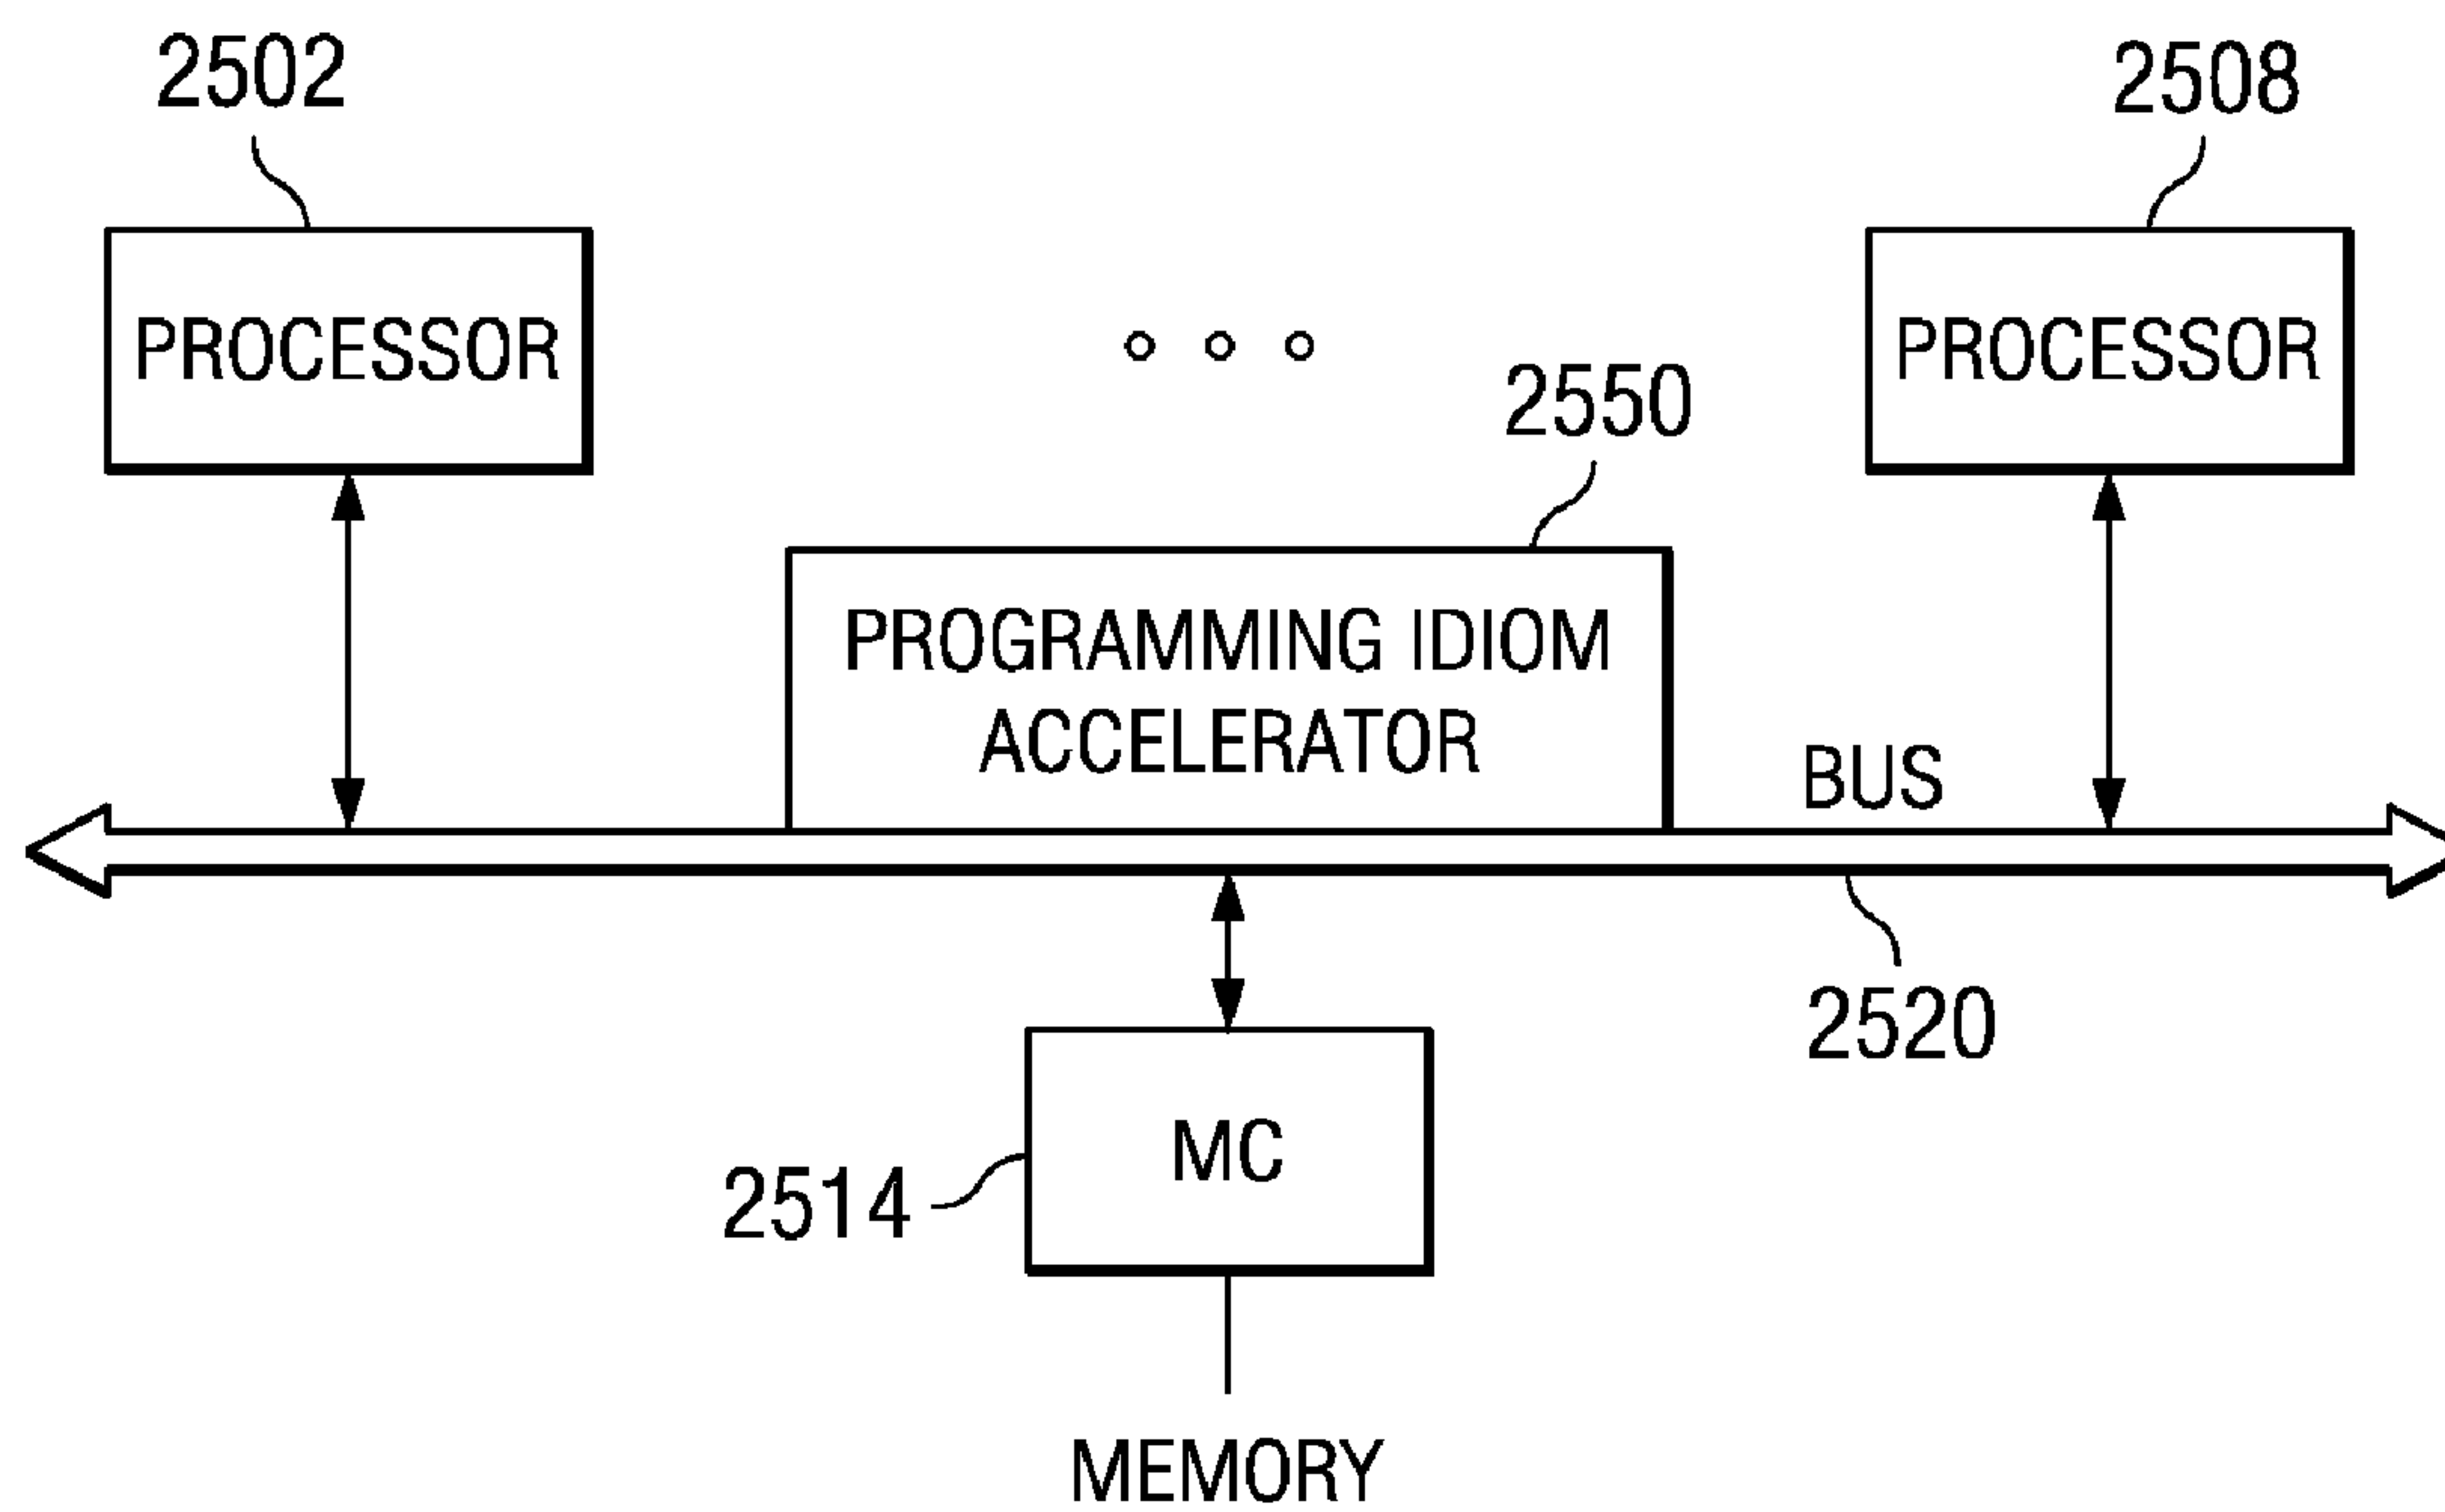 2502
2508
PROCESSOR
PROCESSOR
2550
PROGRAMMING IDIOM
ACCELERATOR
BUS
2520
MC
2514
MEMORY